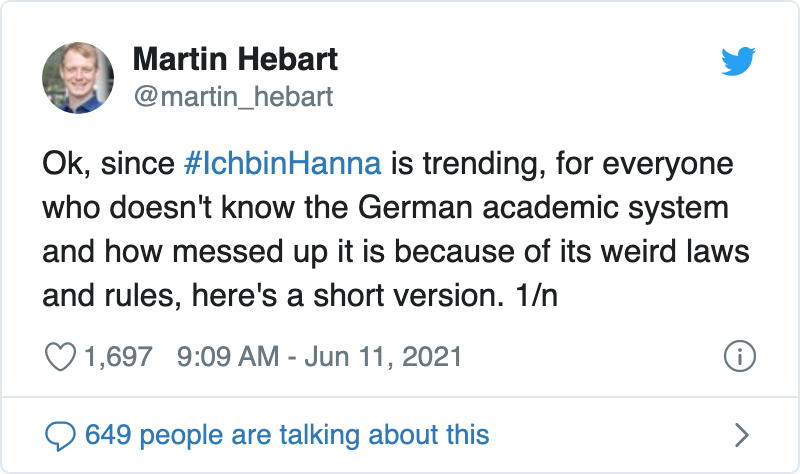 Martin Hebart
@martin_hebart
Ok, since #IchbinHanna is trending, for everyone
who doesn't know the German academic system
and how messed up it is because of its weird laws
and rules, here's a short version. 1/n
1,697 9:09 AM - Jun 11, 2021
649 people are talking about this